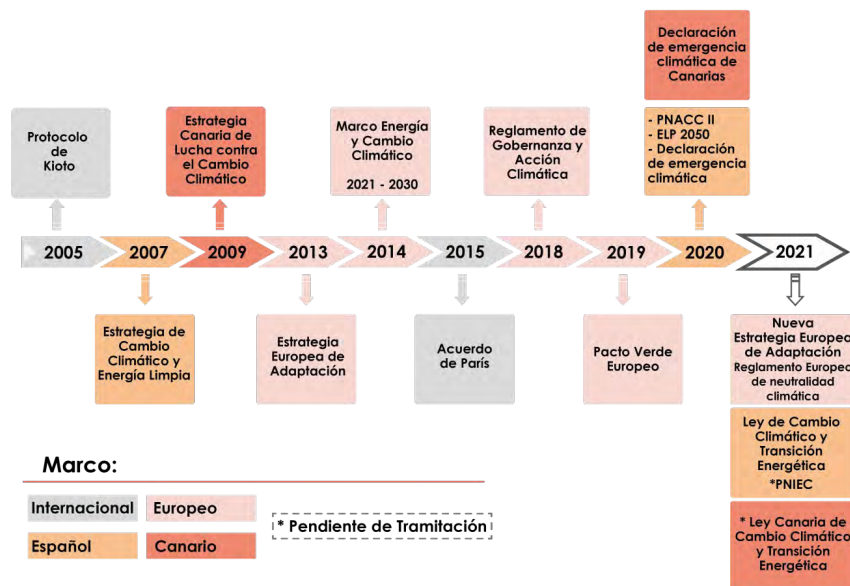 Declaración
de emergencia
climática de
Canarias
Protocolo
de
Kioto
Estrategia
Canaria de
Lucha contra
el Cambio
Climático
Marco Energía
y Cambio
Climático
2021 - 2030
Reglamento de
Gobernanza y
Acción
Climática
- PNACC II
- ELP 2050
- Declaración
de emergencia
climática
2005
2007
2009
2013
2014
2015
2018
2019
2020
2021
Estrategia de
Cambio
Climático y
Energía Limpia
Estrategia
Europea de
Adaptación
Acuerdo
de París
Pacto Verde
Europeo
Nueva
Estrategia Europea
de Adaptación
Reglamento Europeo
de neutralidad
climática
Ley de Cambio
Climático y
Transición
Energética
*PNIEC
* Ley Canaria de
Cambio Climático
y Transición
Energética
Marco:
Internacional
Europeo
Español
Canario
* Pendiente de Tramitación